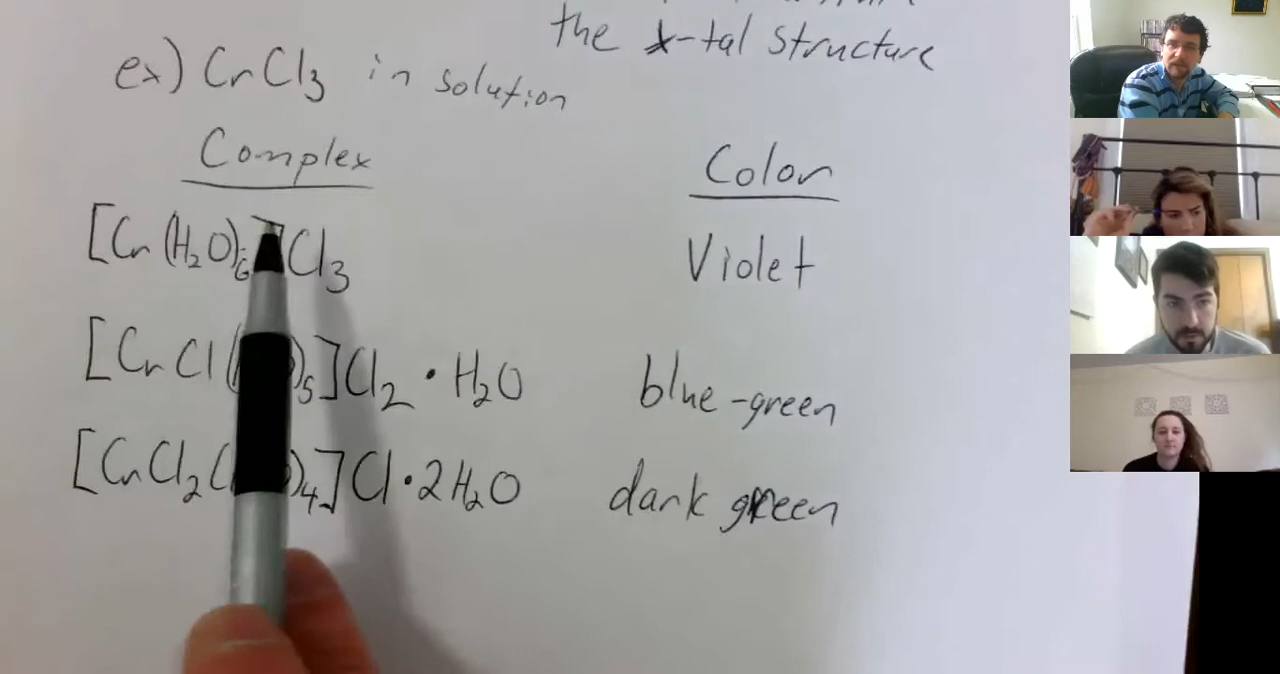 the x-tal structure
ex) CrCl3 in solution
Complex Color
[Cr(H2O)6]Cl3 Violet
[CrCl( )5]Cl2 · H2O blue-green
[CrCl2( )4]Cl · 2H2O dark green